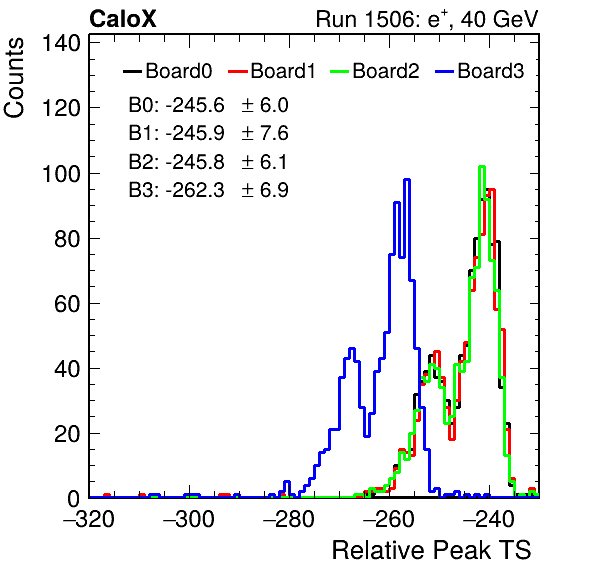 CaloX Run 1506: e⁺, 40 GeV
Counts
140
120
100
80
60
40
20
0
Board0 Board1 Board2 Board3
B0: -245.6 ± 6.0
B1: -245.9 ± 7.6
B2: -245.8 ± 6.1
B3: -262.3 ± 6.9
−320 −300 −280 −260 −240
Relative Peak TS